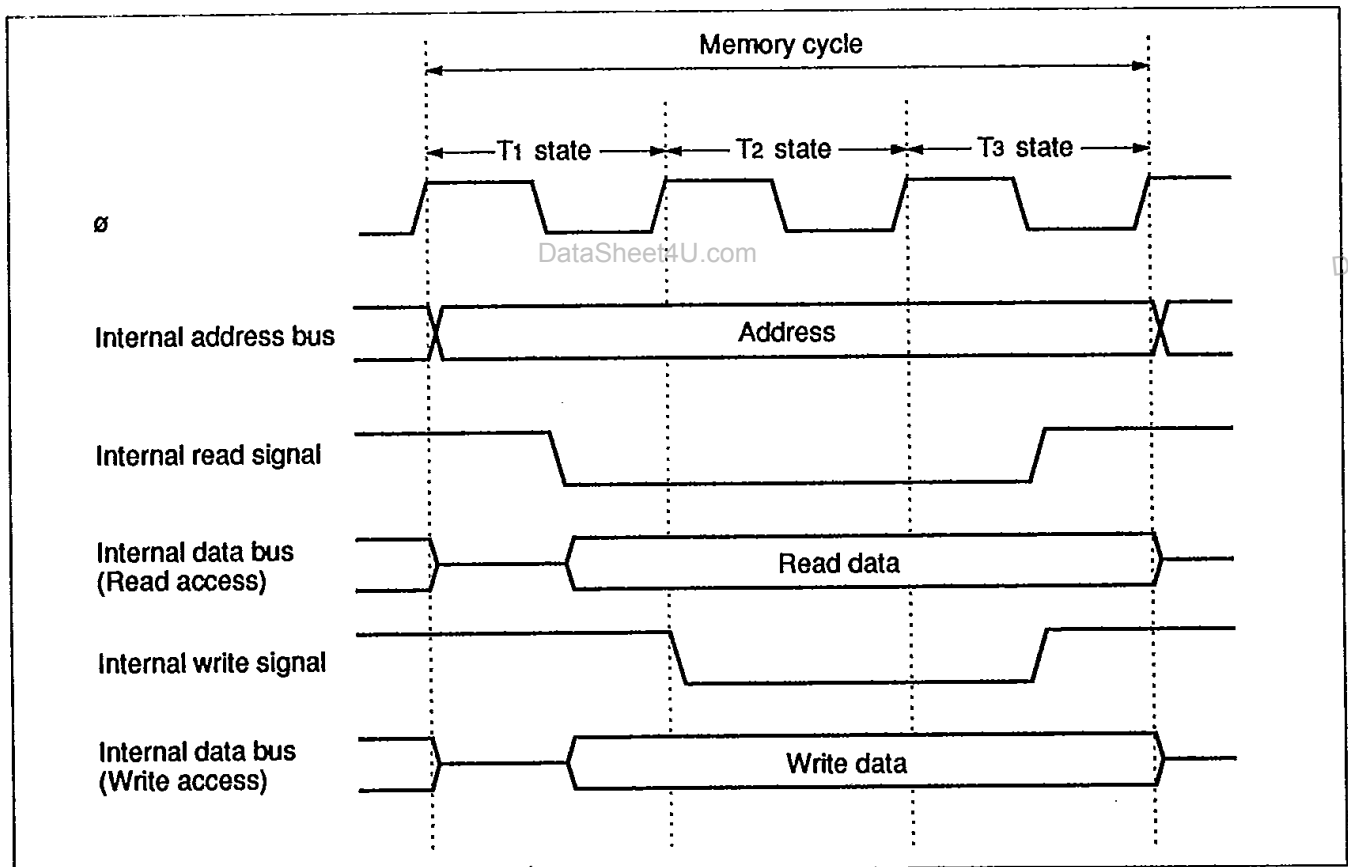 Memory cycle
T1 state
T2 state
T3 state
ø
DataSheet4U.com
D
Internal address bus
Address
Internal read signal
Internal data bus
(Read access)
Read data
Internal write signal
Internal data bus
(Write access)
Write data